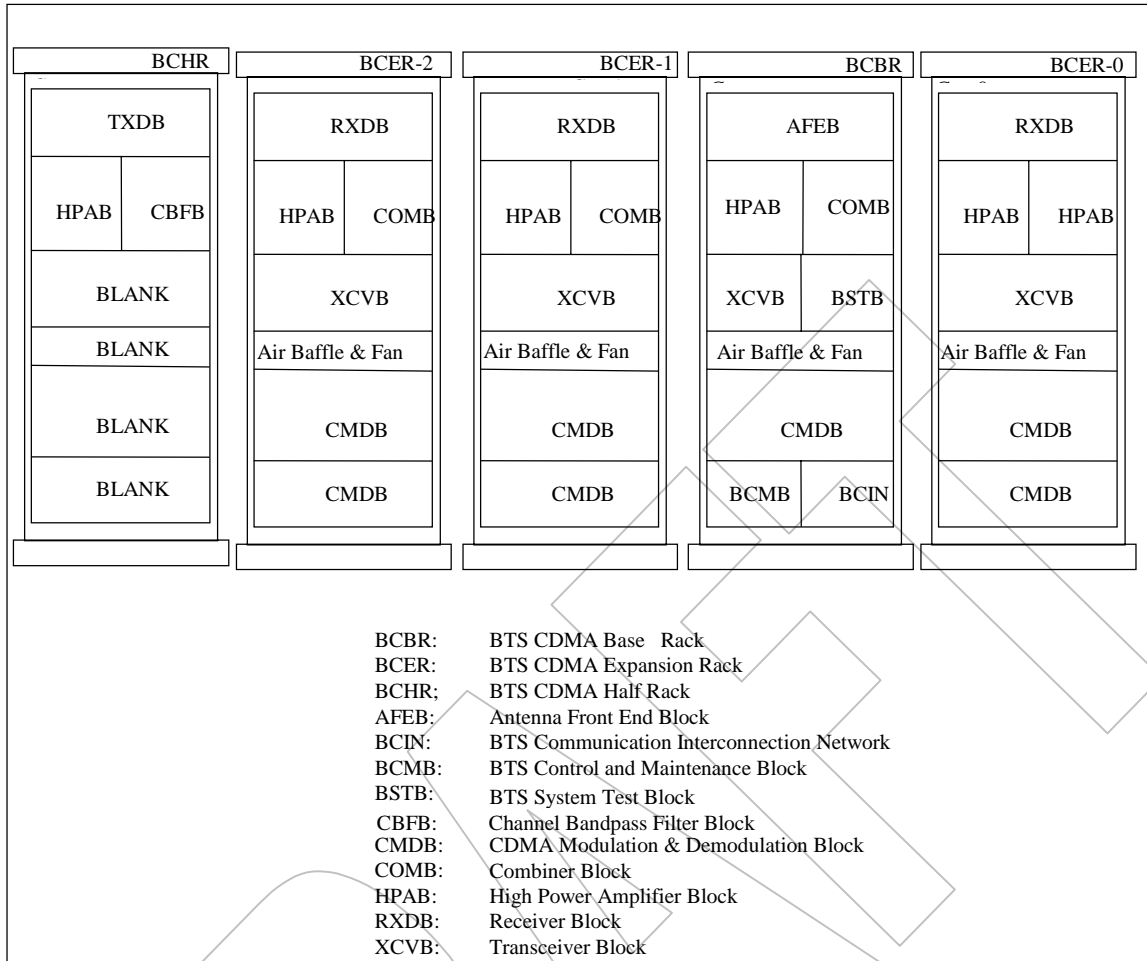 BCHR BCER-2 BCER-1 BCBR BCER-0
TXDB RXDB RXDB AFEB RXDB
HPAB CBFB HPAB COMB HPAB COMB HPAB COMB HPAB HPAB
BLANK XCVB XCVB XCVB BSTB XCVB
BLANK Air Baffle & Fan Air Baffle & Fan Air Baffle & Fan Air Baffle & Fan
BLANK CMDB CMDB CMDB CMDB
BLANK CMDB CMDB BCMB BCIN CMDB
BCBR: BTS CDMA Base Rack
BCER: BTS CDMA Expansion Rack
BCHR; BTS CDMA Half Rack
AFEB: Antenna Front End Block
BCIN: BTS Communication Interconnection Network
BCMB: BTS Control and Maintenance Block
BSTB: BTS System Test Block
CBFB: Channel Bandpass Filter Block
CMDB: CDMA Modulation & Demodulation Block
COMB: Combiner Block
HPAB: High Power Amplifier Block
RXDB: Receiver Block
XCVB: Transceiver Block